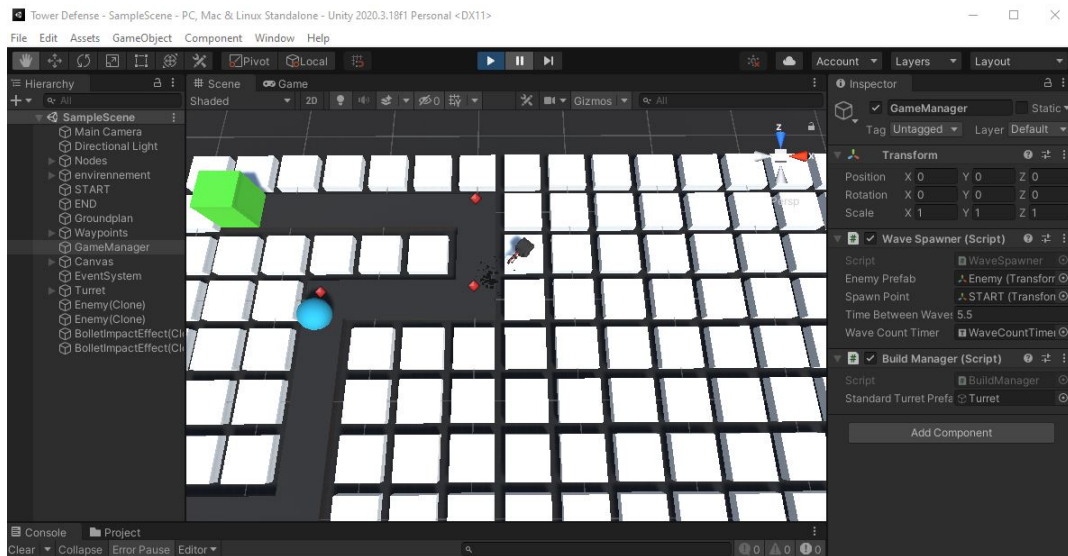 Tower Defense - SampleScene - PC, Mac & Linux Standalone - Unity 2020.3.18f1 Personal <DX11>
File Edit Assets GameObject Component Window Help
Pivot Local Account Layers Layout
Hierarchy
All
SampleScene
Main Camera
Directional Light
Nodes
envirennement
START
END
Groundplan
Waypoints
GameManager
Canvas
EventSystem
Turret
Enemy(Clone)
Enemy(Clone)
BolletImpactEffect(Cl
BolletImpactEffect(Cl
Scene Game
Shaded 2D 0 Gizmos All
z
x
Persp
Inspector
GameManager Static
Tag Untagged Layer Default
Transform
Position X 0 Y 0 Z 0
Rotation X 0 Y 0 Z 0
Scale X 1 Y 1 Z 1
Wave Spawner (Script)
Script WaveSpawner
Enemy Prefab Enemy (Transforr
Spawn Point START (Transforr
Time Between Waves 5.5
Wave Count Timer WaveCountTimer
Build Manager (Script)
Script BuildManager
Standard Turret Prefa Turret
Add Component
Console Project
Clear Collapse Error Pause Editor 0 0 0